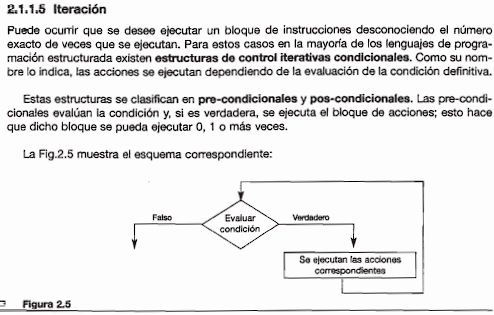 2.1.1.5 Iteración
Puede ocurrir que se desee ejecutar un bloque de instrucciones desconociendo el número
exacto de veces que se ejecutan. Para estos casos en la mayoría de los lenguajes de progra-
mación estructurada existen estructuras de control iterativas condicionales. Como su nom-
bre lo indica, las acciones se ejecutan dependiendo de la evaluación de la condición definitiva.
Estas estructuras se clasifican en pre-condicionales y pos-condicionales. Las pre-condi-
cionales evalúan la condición y, si es verdadera, se ejecuta el bloque de acciones; esto hace
que dicho bloque se pueda ejecutar 0, 1 o más veces.
La Fig.2.5 muestra el esquema correspondiente:
Falso
Evaluar
condición
Verdadero
Se ejecutan las acciones
correspondientes
Figura 2.5